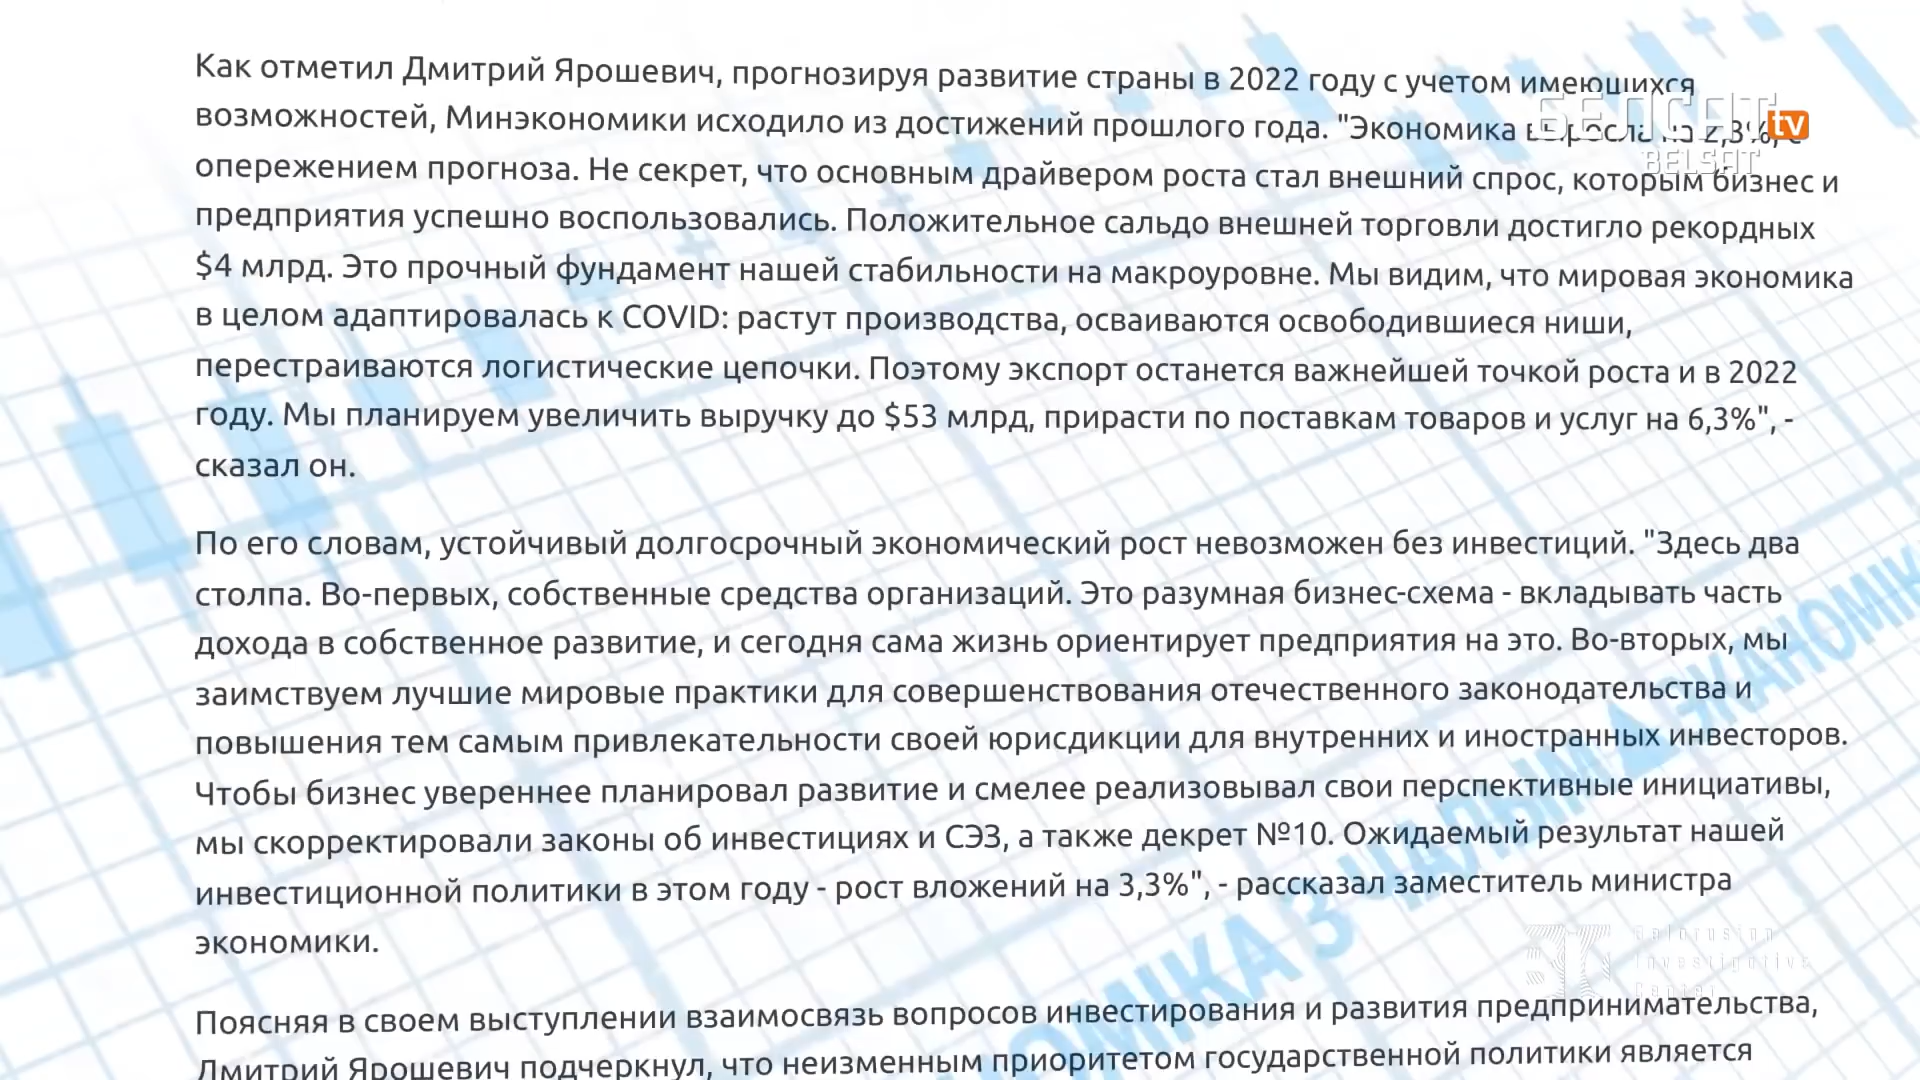 Как отметил Дмитрий Ярошевич, прогнозируя развитие страны в 2022 году с учетом имеющихся
возможностей, Минэкономики исходило из достижений прошлого года. "Экономика выросла на 2,3%, с
опережением прогноза. Не секрет, что основным драйвером роста стал внешний спрос, которым бизнес и
предприятия успешно воспользовались. Положительное сальдо внешней торговли достигло рекордных
$4 млрд. Это прочный фундамент нашей стабильности на макроуровне. Мы видим, что мировая экономика
в целом адаптировалась к COVID: растут производства, осваиваются освободившиеся ниши,
перестраиваются логистические цепочки. Поэтому экспорт останется важнейшей точкой роста и в 2022
году. Мы планируем увеличить выручку до $53 млрд, прирасти по поставкам товаров и услуг на 6,3%", -
сказал он.
По его словам, устойчивый долгосрочный экономический рост невозможен без инвестиций. "Здесь два
столпа. Во-первых, собственные средства организаций. Это разумная бизнес-схема - вкладывать часть
дохода в собственное развитие, и сегодня сама жизнь ориентирует предприятия на это. Во-вторых, мы
заимствуем лучшие мировые практики для совершенствования отечественного законодательства и
повышения тем самым привлекательности своей юрисдикции для внутренних и иностранных инвесторов.
Чтобы бизнес увереннее планировал развитие и смелее реализовывал свои перспективные инициативы,
мы скорректировали законы об инвестициях и СЭЗ, а также декрет №10. Ожидаемый результат нашей
инвестиционной политики в этом году - рост вложений на 3,3%", - рассказал заместитель министра
экономики.
Поясняя в своем выступлении взаимосвязь вопросов инвестирования и развития предпринимательства,
Дмитрий Ярошевич подчеркнул, что неизменным приоритетом государственной политики является
БЕЛСАТ tv
BELSAT
Belarusian
Investigative
Center
ЭКАНОМІКА З ЧАЛЫМ